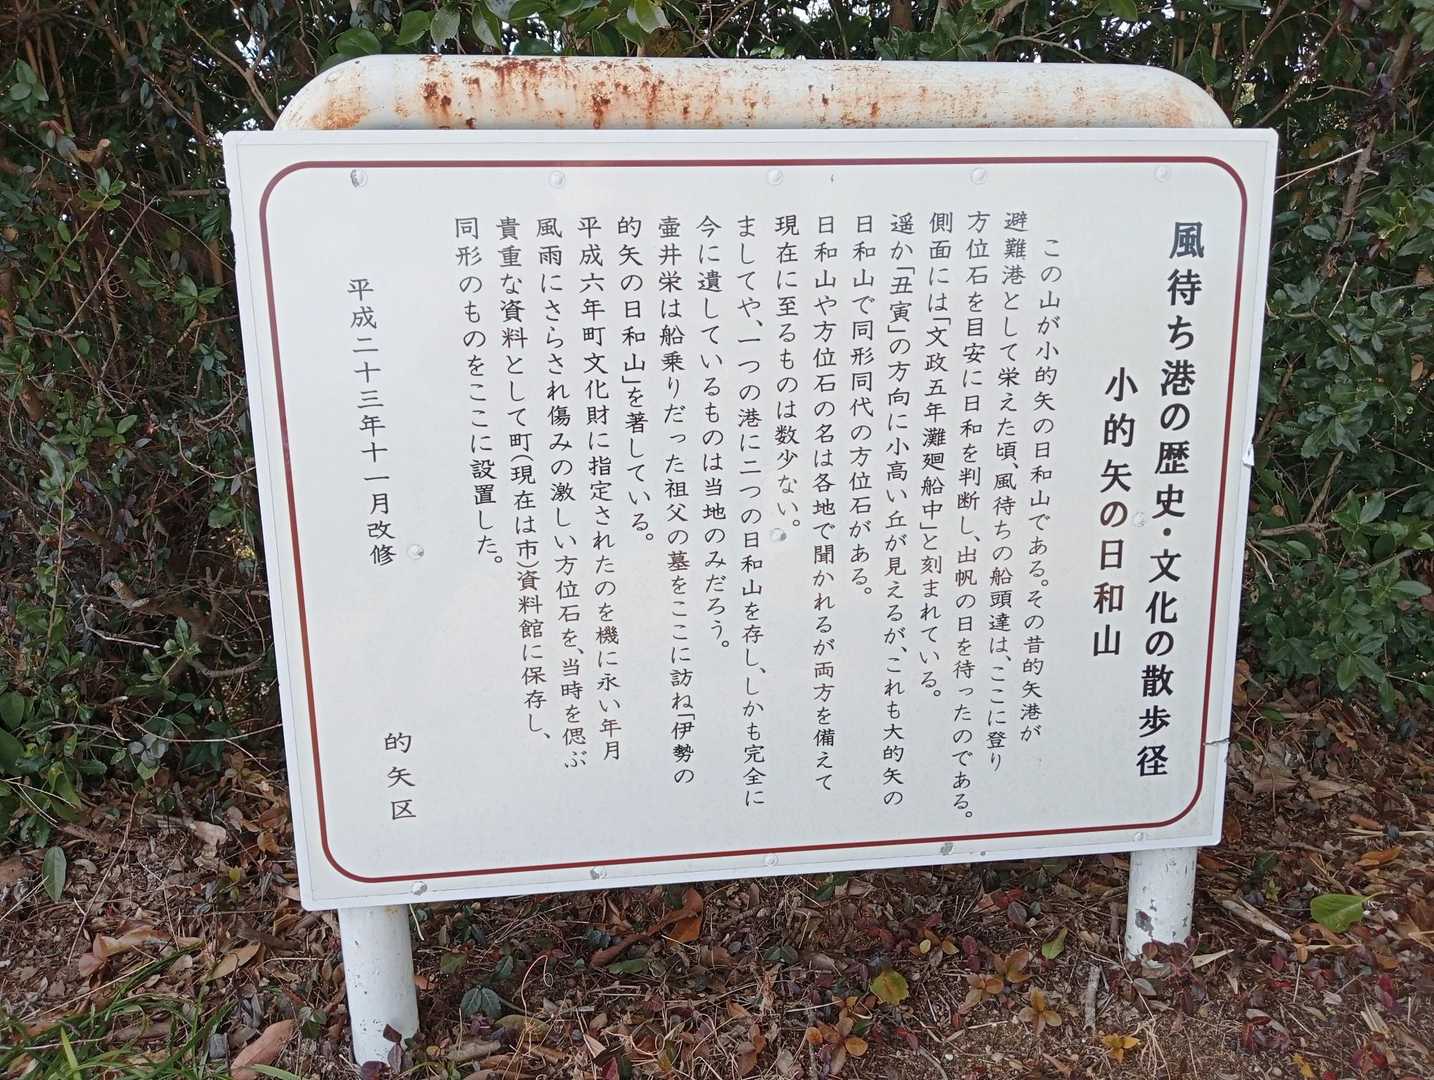 風待ち港の歴史・文化の散歩径
小的矢の日和山
この山が小的矢の日和山である。その昔的矢港が
避難港として栄えた頃、風待ちの船頭達は、ここに登り
方位石を目安に日和を判断し、出帆の日を待ったのである。
側面には「文政五年灘廻船中」と刻まれている。
遥か「丑寅」の方向に小高い丘が見えるが、これも大的矢の
日和山で同形同代の方位石がある。
日和山や方位石の名は各地で聞かれるが両方を備えて
現在に至るものは数少ない。
ましてや、一つの港に二つの日和山を存し、しかも完全に
今に遺しているものは当地のみだろう。
壷井栄は船乗りだった祖父の墓をここに訪ね「伊勢の
的矢の日和山」を著している。
平成六年町文化財に指定されたのを機に永い年月
風雨にさらされ傷みの激しい方位石を、当時を偲ぶ
貴重な資料として町(現在は市)資料館に保存し、
同形のものをここに設置した。
平成二十三年十一月改修
的矢区